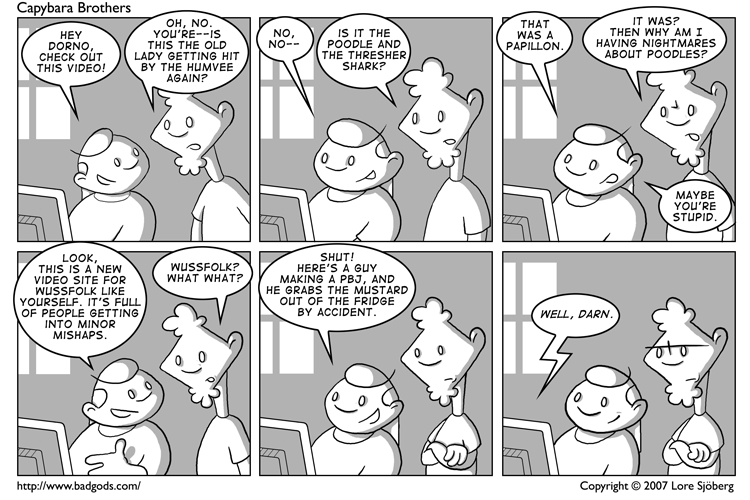 Capybara Brothers
HEY
DORNO,
CHECK OUT
THIS VIDEO!
OH, NO.
YOU'RE--IS
THIS THE OLD
LADY GETTING HIT
BY THE HUMVEE
AGAIN?
NO,
NO--
IS IT THE
POODLE AND
THE THRESHER
SHARK?
THAT
WAS A
PAPILLON.
IT WAS?
THEN WHY AM I
HAVING NIGHTMARES
ABOUT POODLES?
MAYBE
YOU'RE
STUPID.
LOOK,
THIS IS A NEW
VIDEO SITE FOR
WUSSFOLK LIKE
YOURSELF. IT'S FULL
OF PEOPLE GETTING
INTO MINOR
MISHAPS.
WUSSFOLK?
WHAT WHAT?
SHUT!
HERE'S A GUY
MAKING A PBJ, AND
HE GRABS THE MUSTARD
OUT OF THE FRIDGE
BY ACCIDENT.
WELL, DARN.
http://www.badgods.com/
Copyright © 2007 Lore Sjöberg